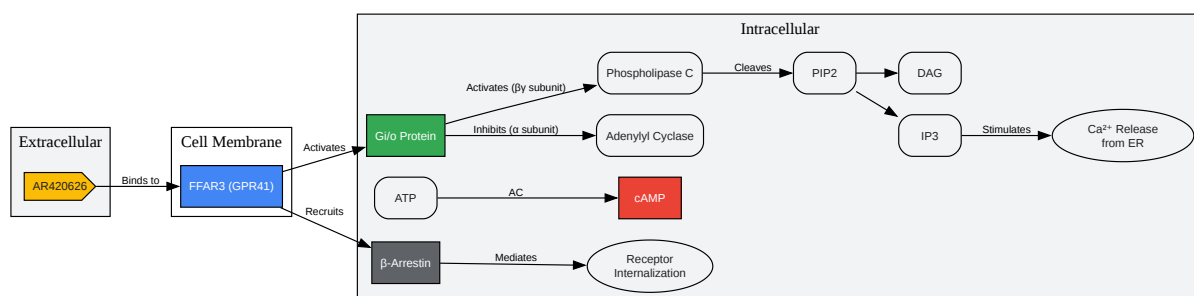 Intracellular
Extracellular
Cell Membrane
AR420626
Binds to
FFAR3 (GPR41)
Activates
Recruits
Gi/o Protein
Activates (βγ subunit)
Phospholipase C
Cleaves
PIP2
DAG
Inhibits (α subunit)
Adenylyl Cyclase
IP3
Stimulates
Ca²⁺ Release
from ER
ATP
AC
cAMP
β-Arrestin
Mediates
Receptor
Internalization